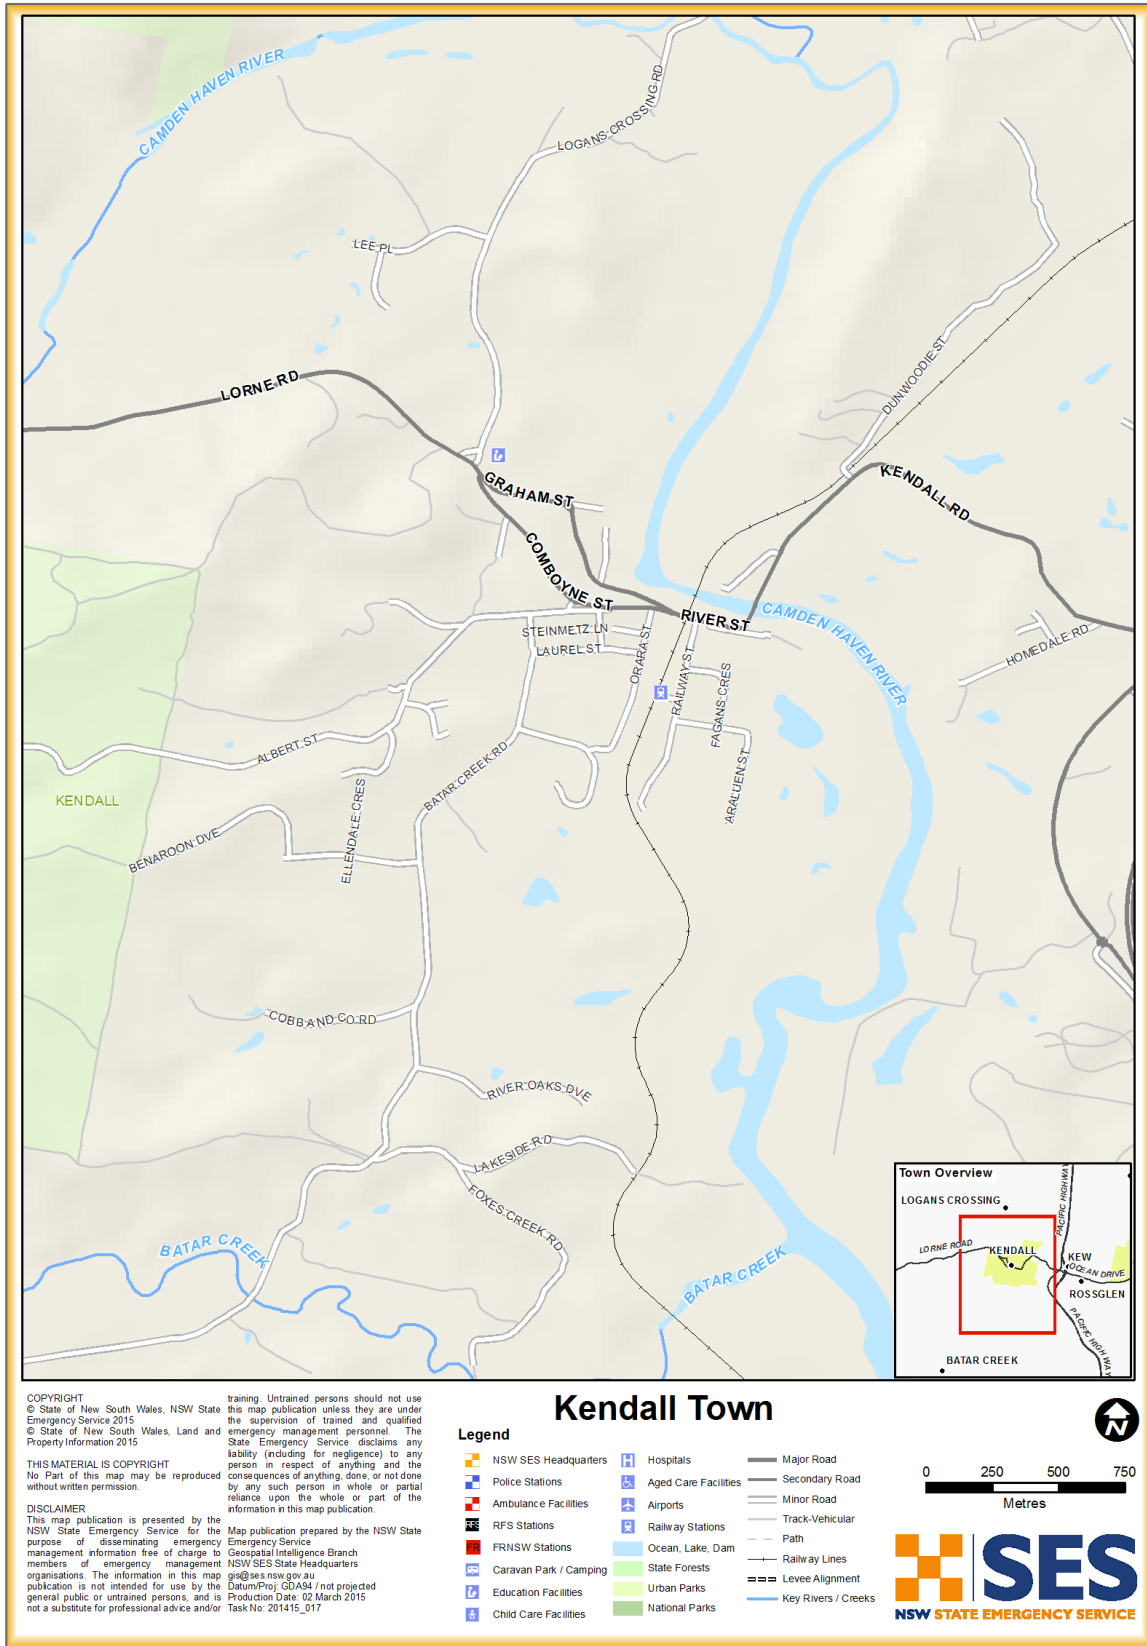 CAMDEN HAVEN RIVER
LOGANS CROSSING RD
LEE PL
LORNE RD
DUNWOODIE ST
GRAHAM ST
KENDALL RD
COMBOYNE ST
RIVER ST
CAMDEN HAVEN RIVER
STEINMETZ LN
LAUREL ST
ORARA ST
RAILWAY ST
FAGANS CRES
HOMEDALE RD
ALBERT ST
BATAR CREEK RD
ARALUEN ST
KENDALL
ELLENDALE CRES
BENAROON DVE
COBB AND CO RD
RIVER OAKS DVE
LAKESIDE RD
FOXES CREEK RD
BATAR CREEK
BATAR CREEK
Town Overview
LOGANS CROSSING
PACIFIC HIGHWAY
LORNE ROAD
KENDALL
KEW
OCEAN DRIVE
ROSSGLEN
PACIFIC HIGHWAY
BATAR CREEK
COPYRIGHT
© State of New South Wales, NSW State
Emergency Service 2015
© State of New South Wales, Land and
Property Information 2015
THIS MATERIAL IS COPYRIGHT
No Part of this map may be reproduced
without written permission.
DISCLAIMER
This map publication is presented by the
NSW State Emergency Service for the
purpose of disseminating emergency
management information free of charge to
members of emergency management
organisations. The information in this map
publication is not intended for use by the
general public or untrained persons, and is
not a substitute for professional advice and/or
training. Untrained persons should not use
this map publication unless they are under
the supervision of trained and qualified
emergency management personnel. The
State Emergency Service disclaims any
liability (including for negligence) to any
person in respect of anything and the
consequences of anything, done, or not done
by any such person in whole or partial
reliance upon the whole or part of the
information in this map publication.
Map publication prepared by the NSW State
Emergency Service
Geospatial Intelligence Branch
NSW SES State Headquarters
gis@ses.nsw.gov.au
Datum/Proj: GDA94 / not projected
Production Date: 02 March 2015
Task No: 201415_017
Kendall Town
Legend
NSW SES Headquarters
Police Stations
Ambulance Facilities
RFS RFS Stations
FR FRNSW Stations
Caravan Park / Camping
Education Facilities
Child Care Facilities
H Hospitals
Aged Care Facilities
Airports
Railway Stations
Ocean, Lake, Dam
State Forests
Urban Parks
National Parks
Major Road
Secondary Road
Minor Road
Track-Vehicular
Path
Railway Lines
Levee Alignment
Key Rivers / Creeks
N
0 250 500 750
Metres
SES
NSW STATE EMERGENCY SERVICE